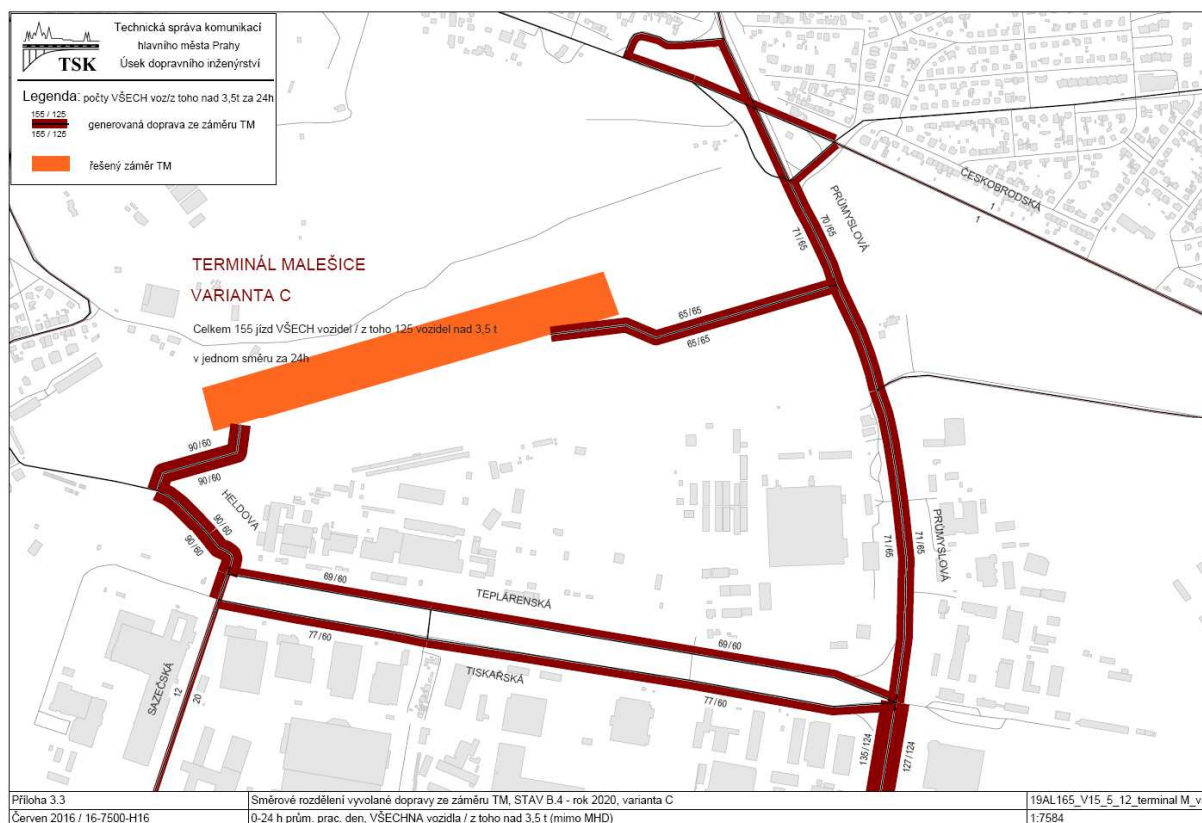 Technická správa komunikací
hlavního města Prahy
Úsek dopravního inženýrství
TSK
Legenda: počty VŠECH voz/z toho nad 3,5t za 24h
155 / 125
155 / 125
generovaná doprava ze záměru TM
řešený záměr TM
ČESKOBRODSKÁ
1
1
PRŮMYSLOVÁ
70/65
71/65
TERMINÁL MALEŠICE
VARIANTA C
Celkem 155 jízd VŠECH vozidel / z toho 125 vozidel nad 3,5 t
v jednom směru za 24h
65/65
65/65
90/60
90/60
HELDOVA
90/60
90/60
71/65
71/65
PRŮMYSLOVÁ
69/60
TEPLÁRENSKÁ
69/60
77/60
TISKAŘSKÁ
77/60
SAZEČSKÁ
12
20
135/124
127/124
Příloha 3.3
Směrové rozdělení vyvolané dopravy ze záměru TM, STAV B.4 - rok 2020, varianta C
19AL165_V15_5_12_terminal M_v
Červen 2016 / 16-7500-H16
0-24 h prům. prac. den, VŠECHNA vozidla / z toho nad 3,5 t (mimo MHD)
1:7584